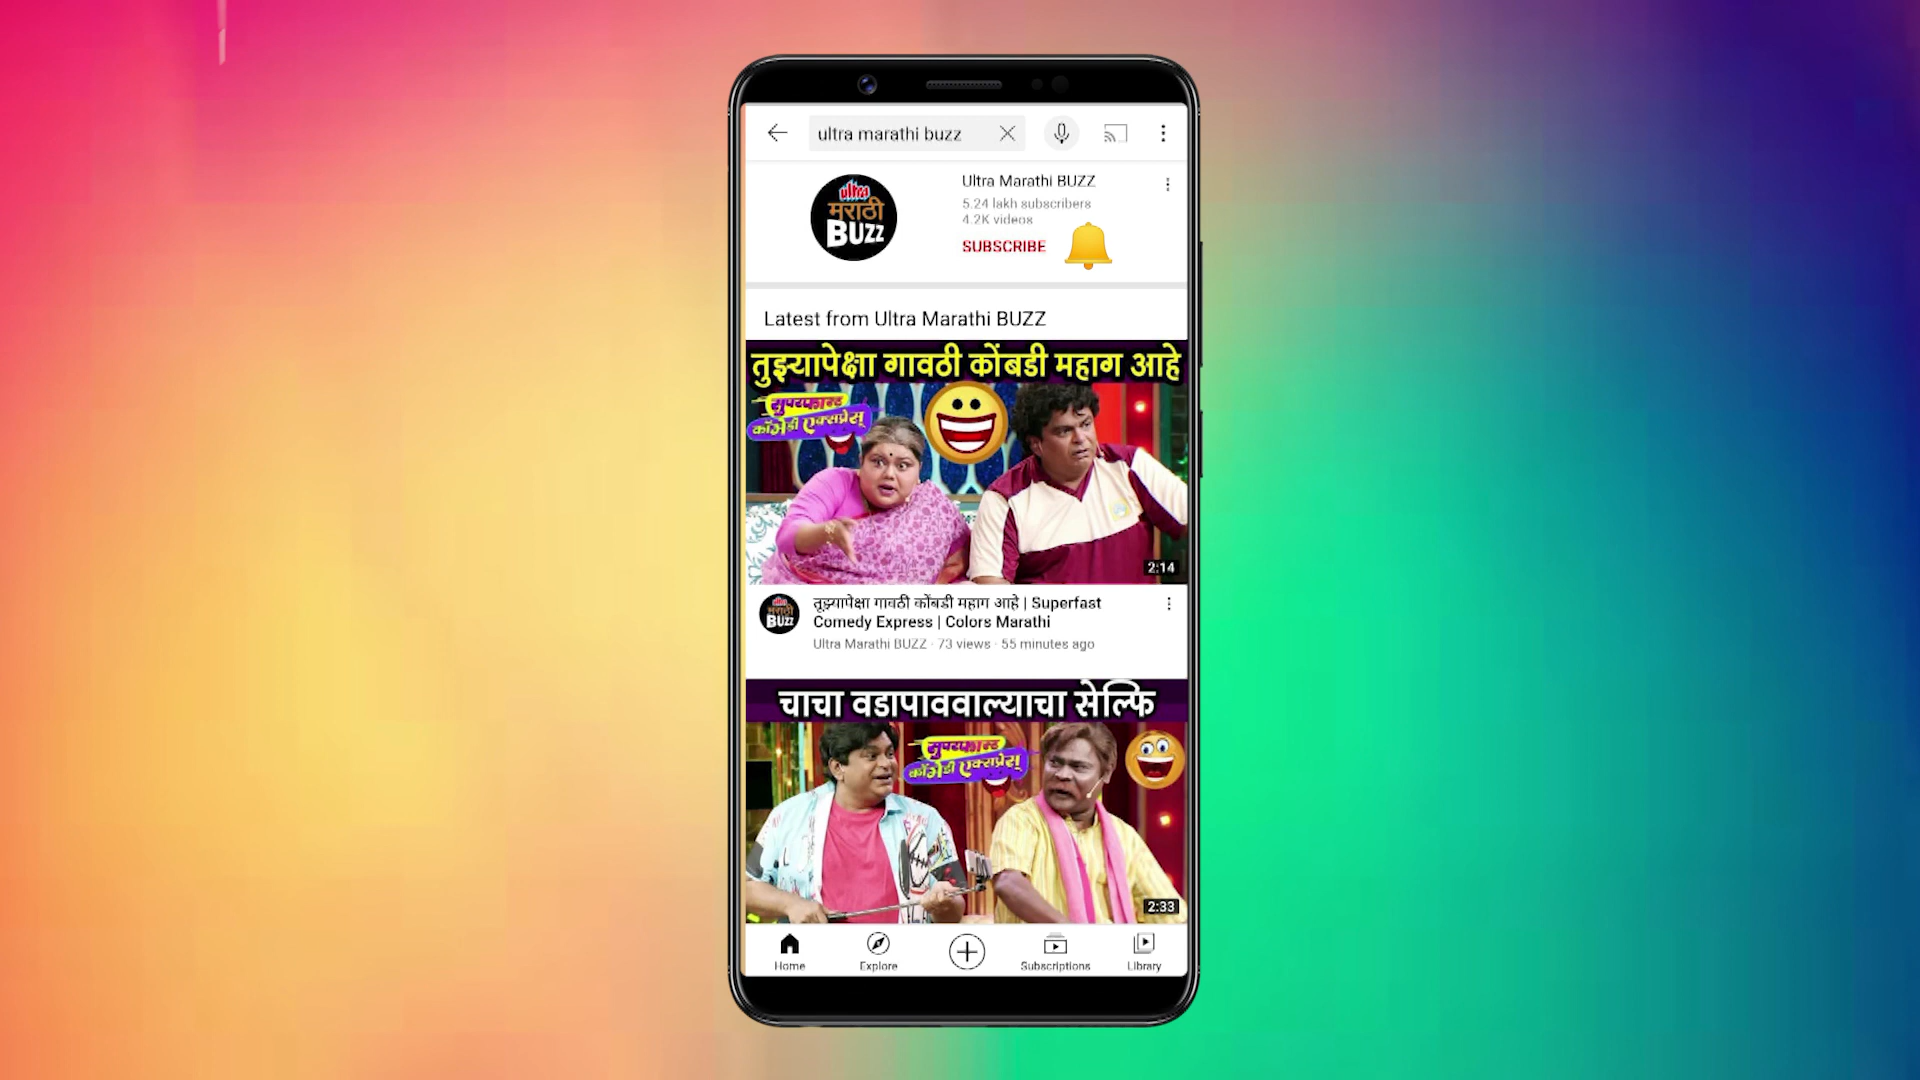 ultra marathi buzz
ultra
मराठी
BUZZ
Ultra Marathi BUZZ
5.24 lakh subscribers
4.2K videos
SUBSCRIBE
Latest from Ultra Marathi BUZZ
तुझ्यापेक्षा गावठी कोंबडी महाग आहे
सुपरफास्ट
कॉमेडी एक्सप्रेस्
2:14
ultra
मराठी
BUZZ
तूझ्यापेक्षा गावठी कोंबडी महाग आहे | Superfast
Comedy Express | Colors Marathi
Ultra Marathi BUZZ · 73 views · 55 minutes ago
चाचा वडापाववाल्याचा सेल्फि
सुपरफास्ट
कॉमेडी एक्सप्रेस्
2:33
Home
Explore
Subscriptions
Library